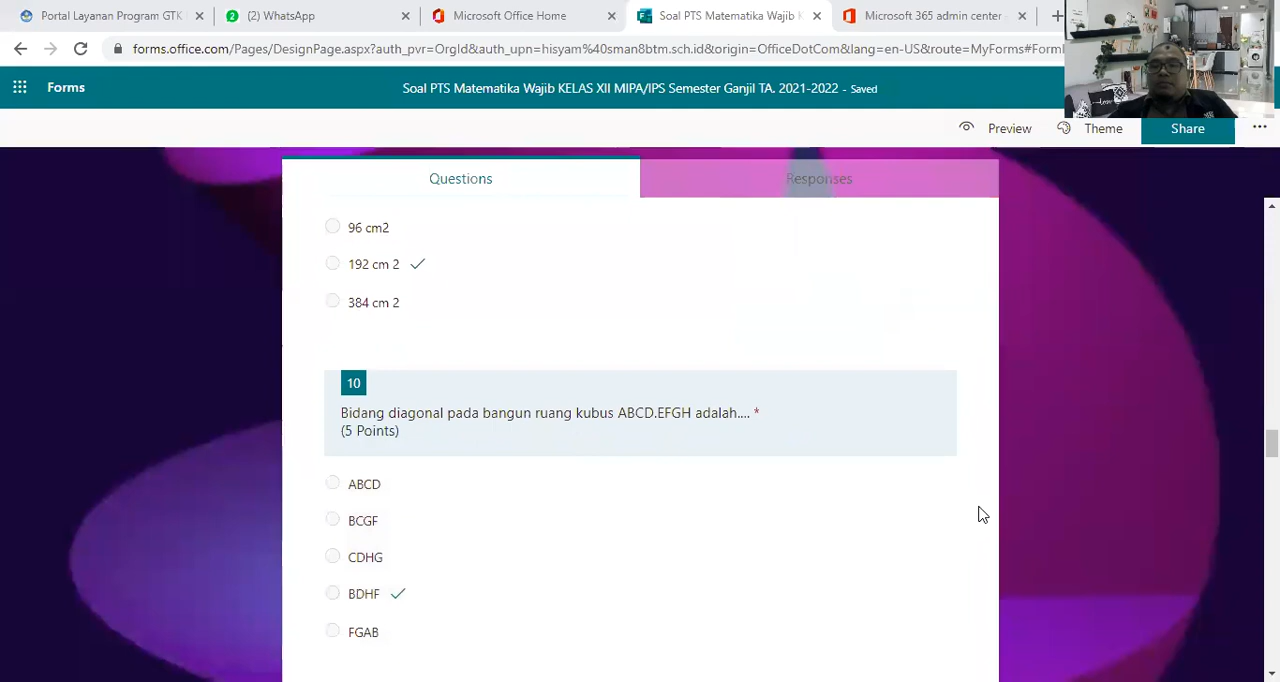 Portal Layanan Program GTK
(2) WhatsApp
Microsoft Office Home
Soal PTS Matematika Wajib K
Microsoft 365 admin center
forms.office.com/Pages/DesignPage.aspx?auth_pvr=OrgId&auth_upn=hisyam%40sman8btm.sch.id&origin=OfficeDotCom&lang=en-US&route=MyForms#Form
Forms
Soal PTS Matematika Wajib KELAS XII MIPA/IPS Semester Ganjil TA. 2021-2022 - Saved
Preview
Theme
Share
Questions
Responses
96 cm2
192 cm 2
384 cm 2
10
Bidang diagonal pada bangun ruang kubus ABCD.EFGH adalah.... *
(5 Points)
ABCD
BCGF
CDHG
BDHF
FGAB